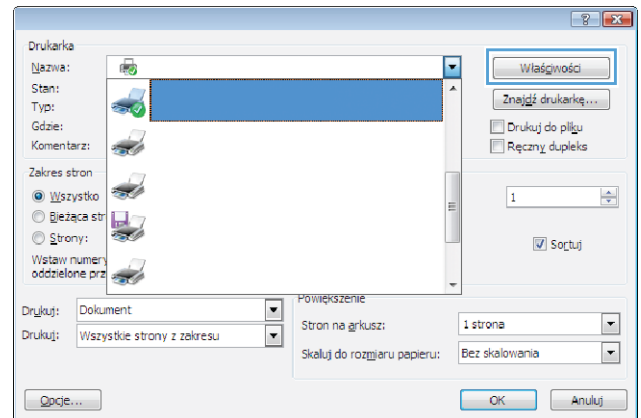 Drukarka
Nazwa:
Właściwości
Stan:
Typ:
Znajdź drukarkę...
Gdzie:
Drukuj do pliku
Komentarz:
Ręczny dupleks
Zakres stron
Wszystko
1
Bieżąca str
Strony:
Sortuj
Wstaw numery
oddzielone prz
Powiększenie
Drukuj: Dokument
Stron na arkusz: 1 strona
Drukuj: Wszystkie strony z zakresu
Skaluj do rozmiaru papieru: Bez skalowania
Opcje...
OK
Anuluj